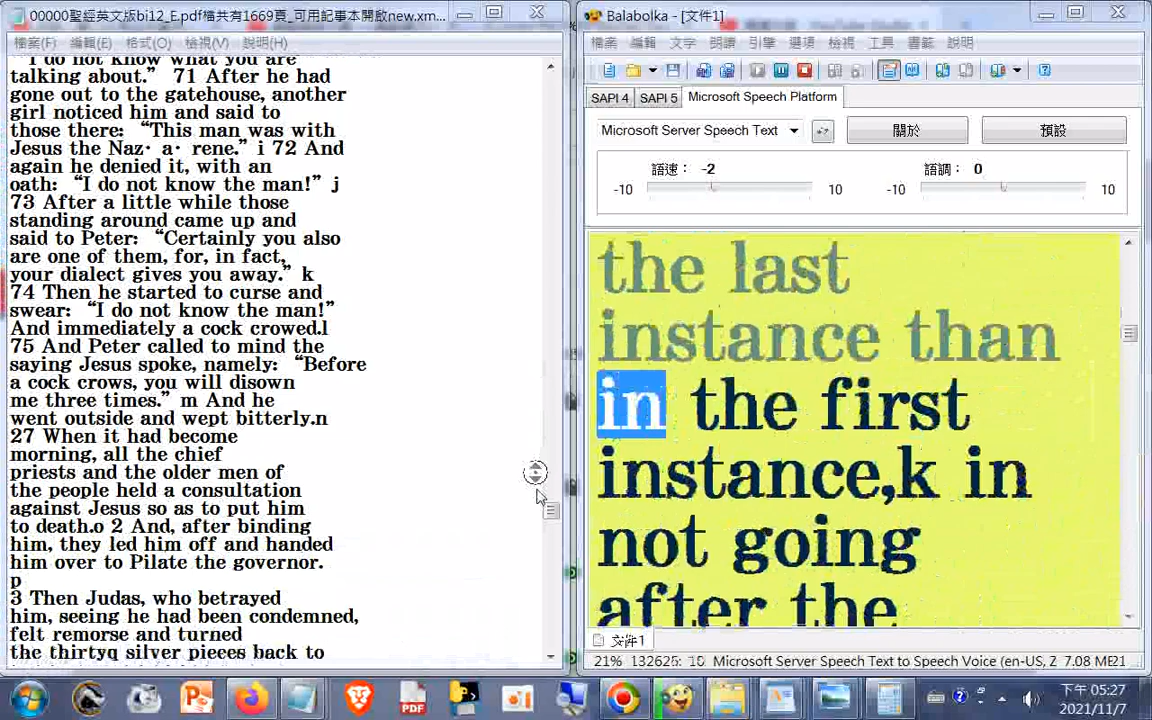 00000聖經英文版bi12_E.pdf檔共有1669頁_可用記事本開啟new.xm...
檔案(F) 編輯(E) 格式(O) 檢視(V) 說明(H)
“I do not know what you are
talking about.” 71 After he had
gone out to the gatehouse, another
girl noticed him and said to
those there: “This man was with
Jesus the Naz· a· rene.” i 72 And
again he denied it, with an
oath: “I do not know the man!” j
73 After a little while those
standing around came up and
said to Peter: “Certainly you also
are one of them, for, in fact,
your dialect gives you away.” k
74 Then he started to curse and
swear: “I do not know the man!”
And immediately a cock crowed.l
75 And Peter called to mind the
saying Jesus spoke, namely: “Before
a cock crows, you will disown
me three times.” m And he
went outside and wept bitterly.n
27 When it had become
morning, all the chief
priests and the older men of
the people held a consultation
against Jesus so as to put him
to death.o 2 And, after binding
him, they led him off and handed
him over to Pilate the governor.
p
3 Then Judas, who betrayed
him, seeing he had been condemned,
felt remorse and turned
the thirtyq silver pieces back to
Balabolka - [文件1]
檔案 編輯 文字 朗讀 引擎 選項 檢視 工具 書籤 說明
SAPI 4 SAPI 5 Microsoft Speech Platform
Microsoft Server Speech Text 關於 預設
語速： -2 語調： 0
-10 10 -10 10
the last
instance than
in the first
instance,k in
not going
after the
文件1
21% 132625: 10 Microsoft Server Speech Text to Speech Voice (en-US, 2 7.08 ME21
下午 05:27
2021/11/7